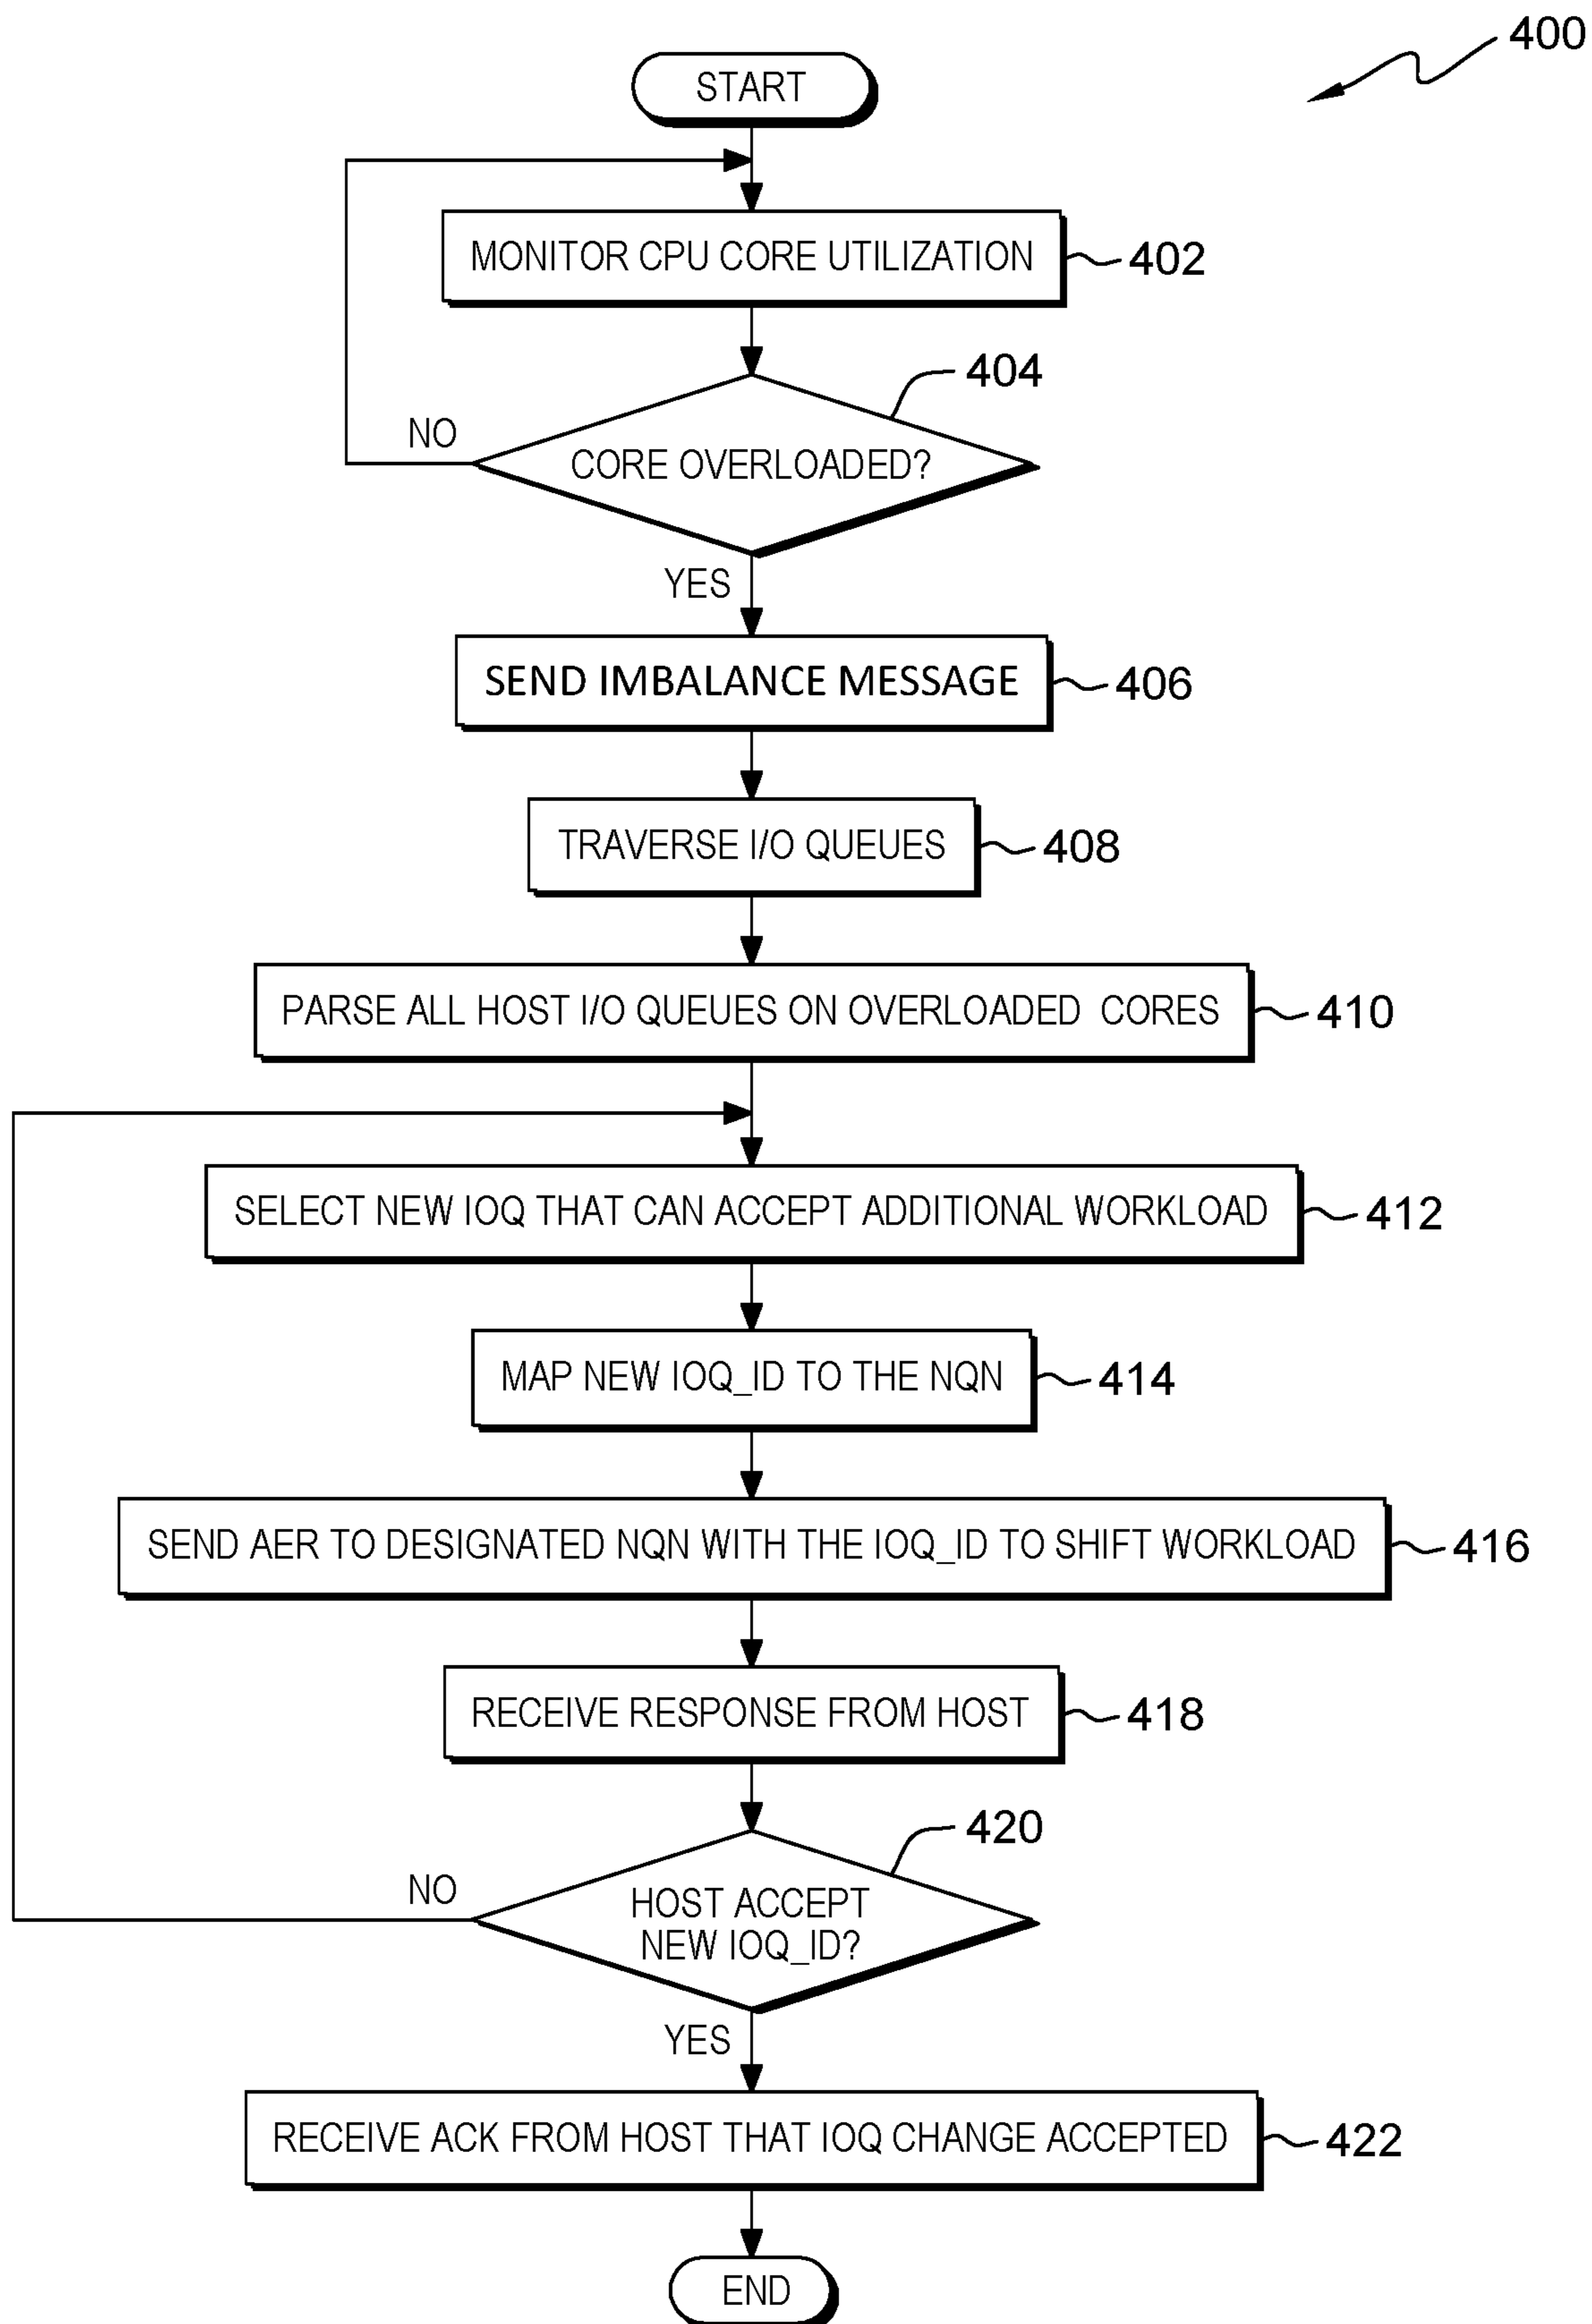 400
START
MONITOR CPU CORE UTILIZATION
402
404
NO
CORE OVERLOADED?
YES
SEND IMBALANCE MESSAGE
406
TRAVERSE I/O QUEUES
408
PARSE ALL HOST I/O QUEUES ON OVERLOADED CORES
410
SELECT NEW IOQ THAT CAN ACCEPT ADDITIONAL WORKLOAD
412
MAP NEW IOQ_ID TO THE NQN
414
SEND AER TO DESIGNATED NQN WITH THE IOQ_ID TO SHIFT WORKLOAD
416
RECEIVE RESPONSE FROM HOST
418
420
NO
HOST ACCEPT
NEW IOQ_ID?
YES
RECEIVE ACK FROM HOST THAT IOQ CHANGE ACCEPTED
422
END